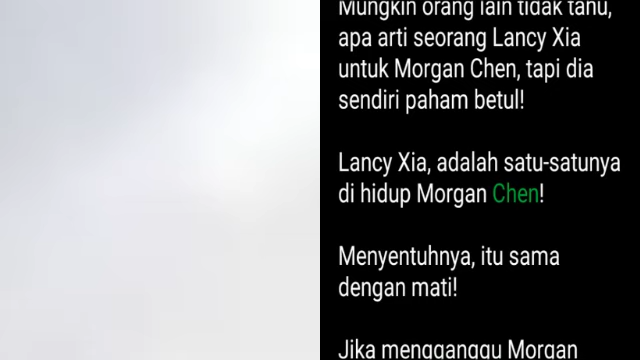 Mungkin orang lain tidak tahu,
apa arti seorang Lancy Xia
untuk Morgan Chen, tapi dia
sendiri paham betul!
Lancy Xia, adalah satu-satunya
di hidup Morgan Chen!
Menyentuhnya, itu sama
dengan mati!
Jika mengganggu Morgan